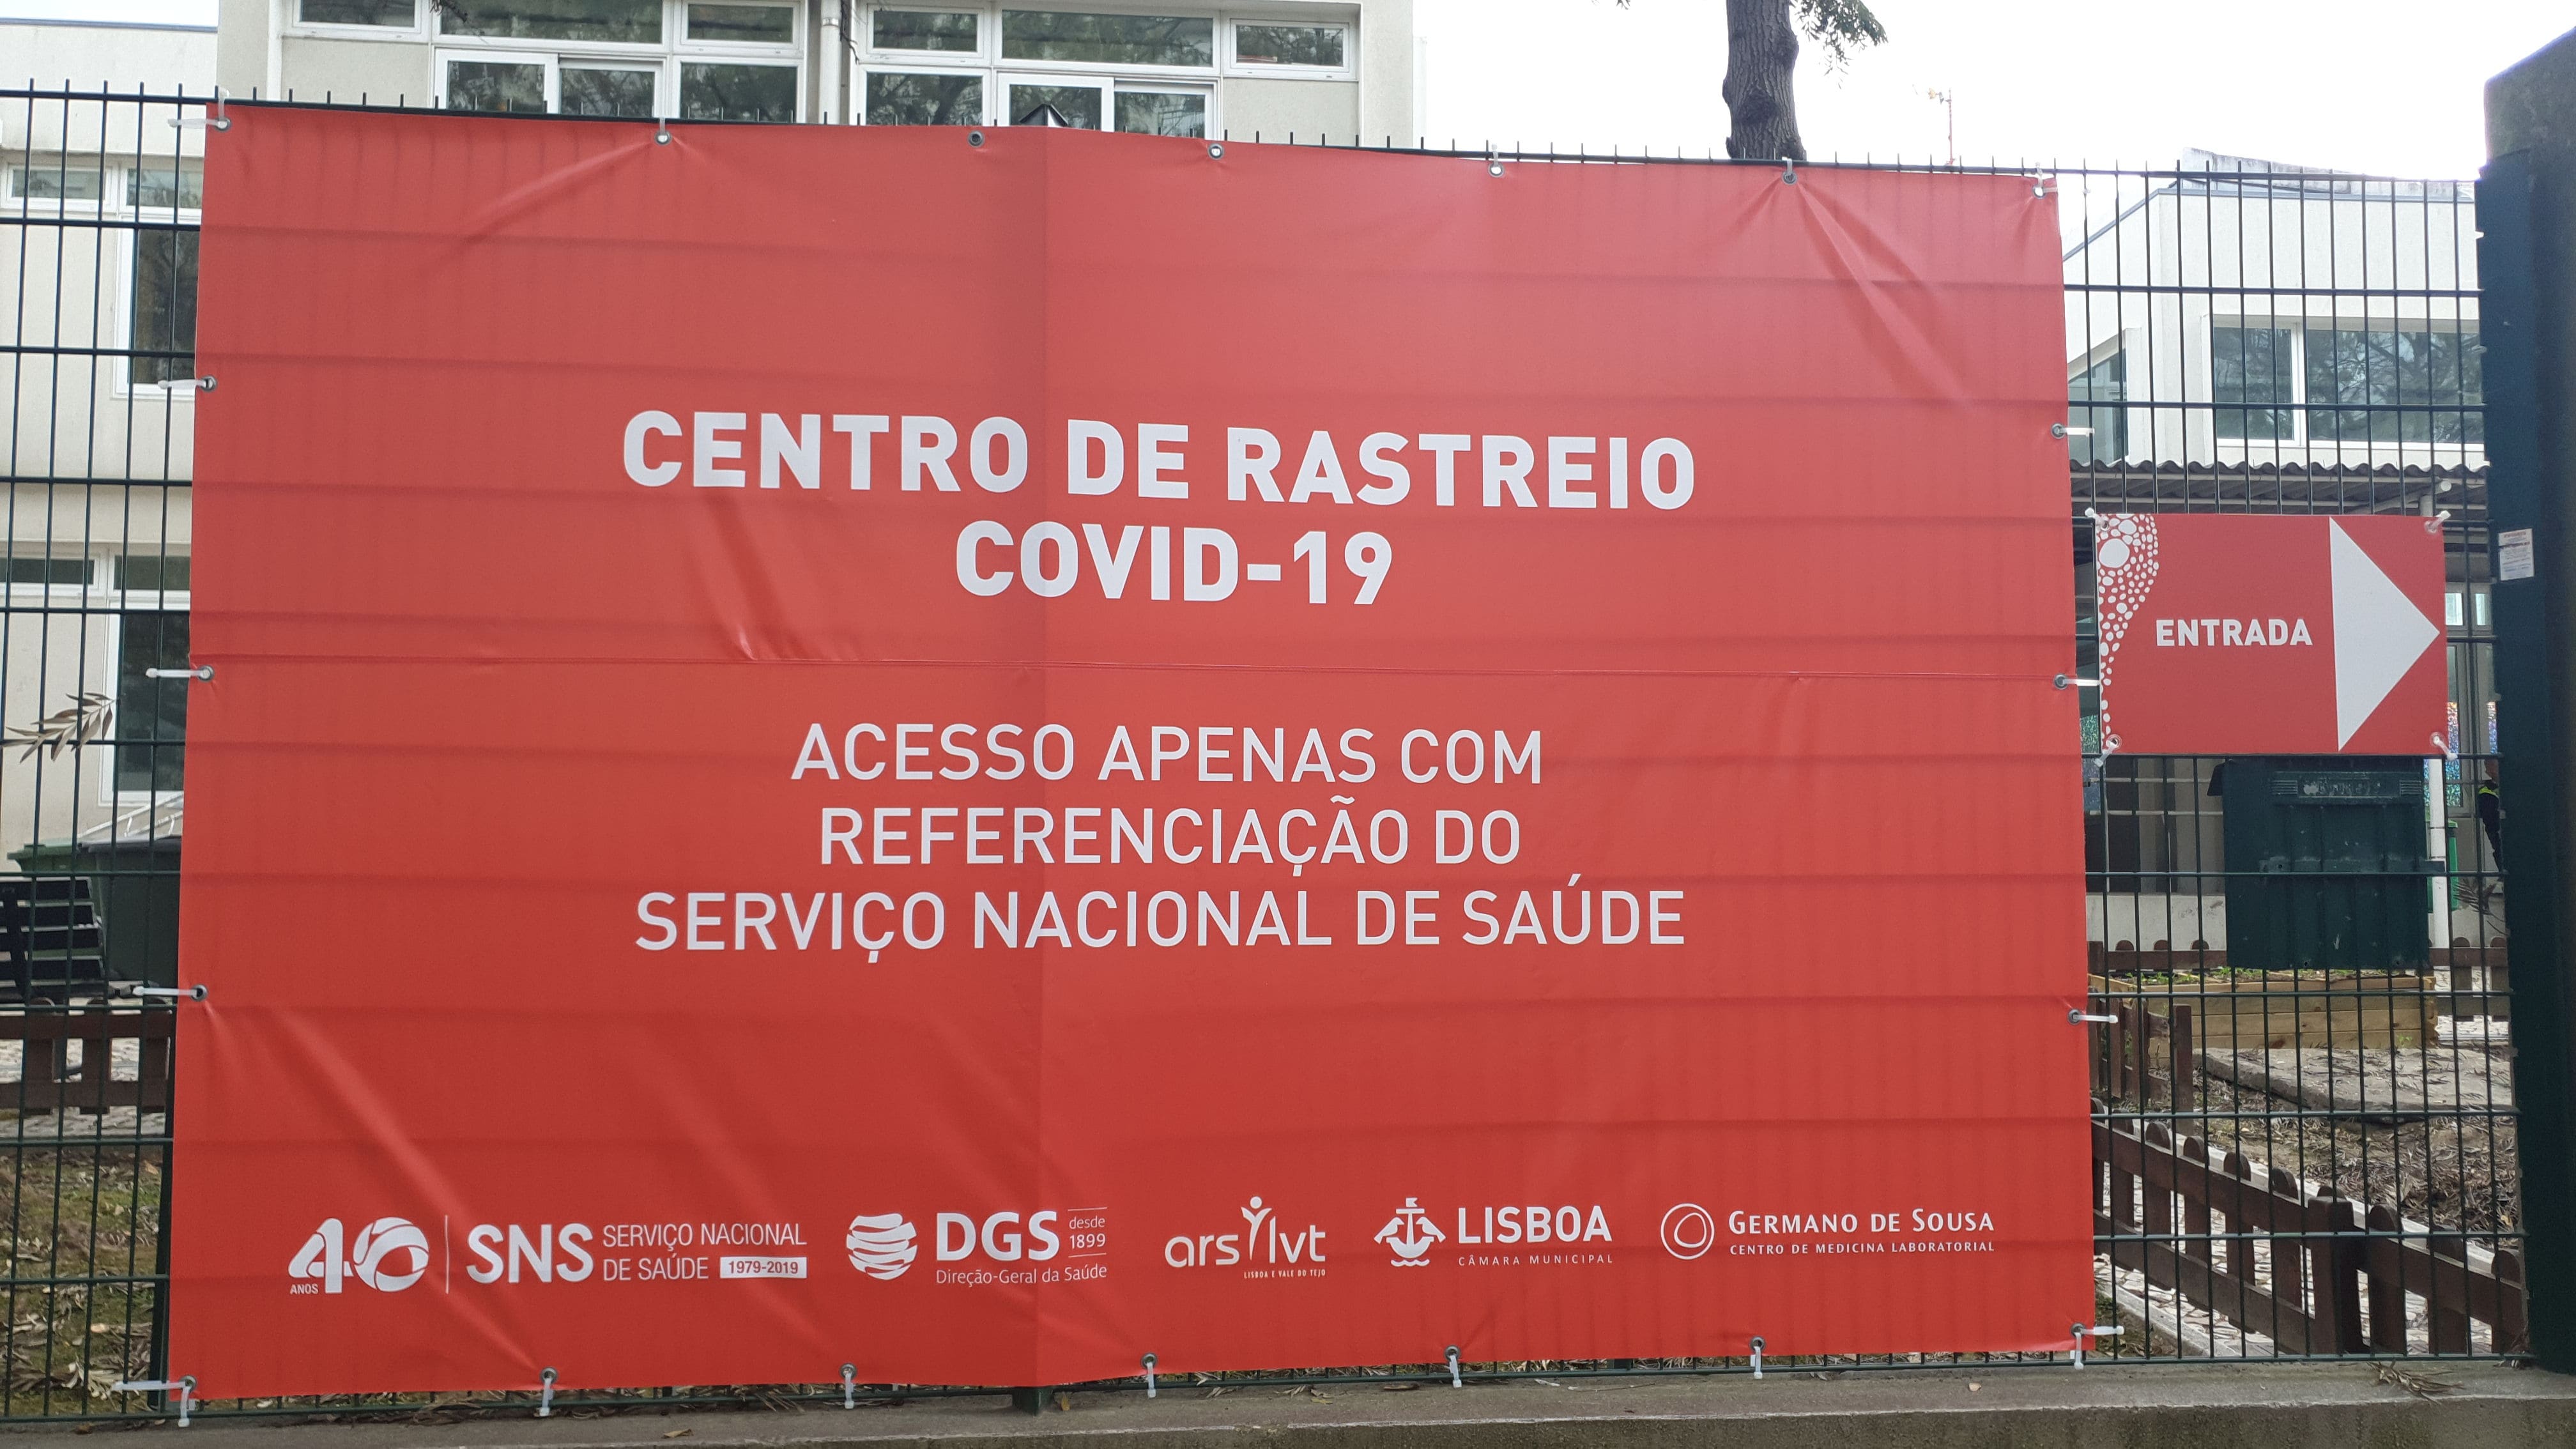 CENTRO DE RASTREIO
COVID-19
ACESSO APENAS COM
REFERENCIAÇÃO DO
SERVIÇO NACIONAL DE SAÚDE
ENTRADA
40
ANOS
SNS
SERVIÇO NACIONAL
DE SAÚDE 1979-2019
DGS
desde
1899
Direção-Geral da Saúde
ars lvt
LISBOA E VALE DO TEJO
LISBOA
CÂMARA MUNICIPAL
GERMANO DE SOUSA
CENTRO DE MEDICINA LABORATORIAL